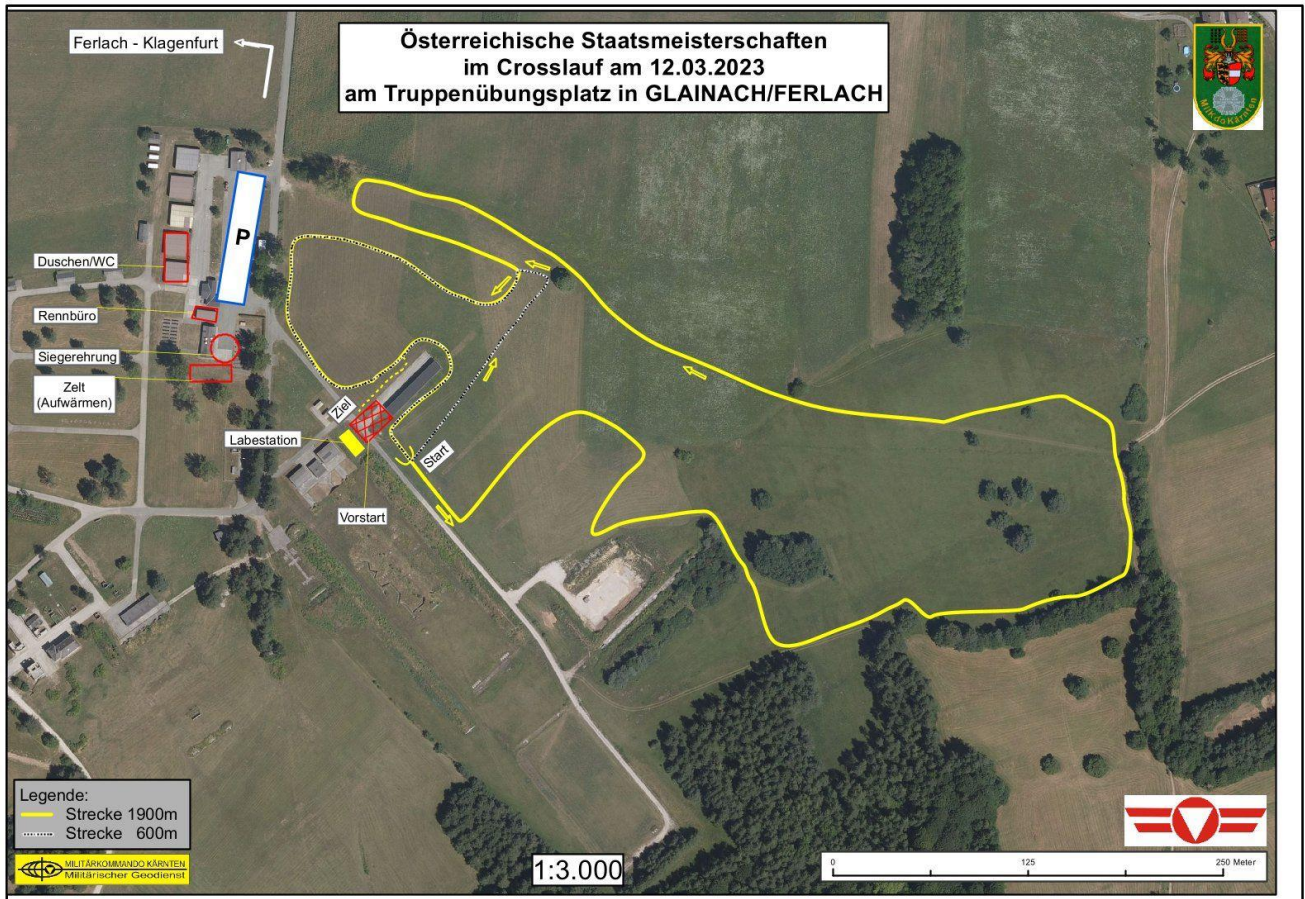 Ferlach - Klagenfurt
Österreichische Staatsmeisterschaften
im Crosslauf am 12.03.2023
am Truppenübungsplatz in GLAINACH/FERLACH
MilKdoKärnten
P
Duschen/WC
Rennbüro
Siegerehrung
Zelt
(Aufwärmen)
Ziel
Labestation
Start
Vorstart
Legende:
Strecke 1900m
Strecke 600m
MILITÄRKOMMANDO KÄRNTEN
Militärischer Geodienst
1:3.000
0 125 250 Meter